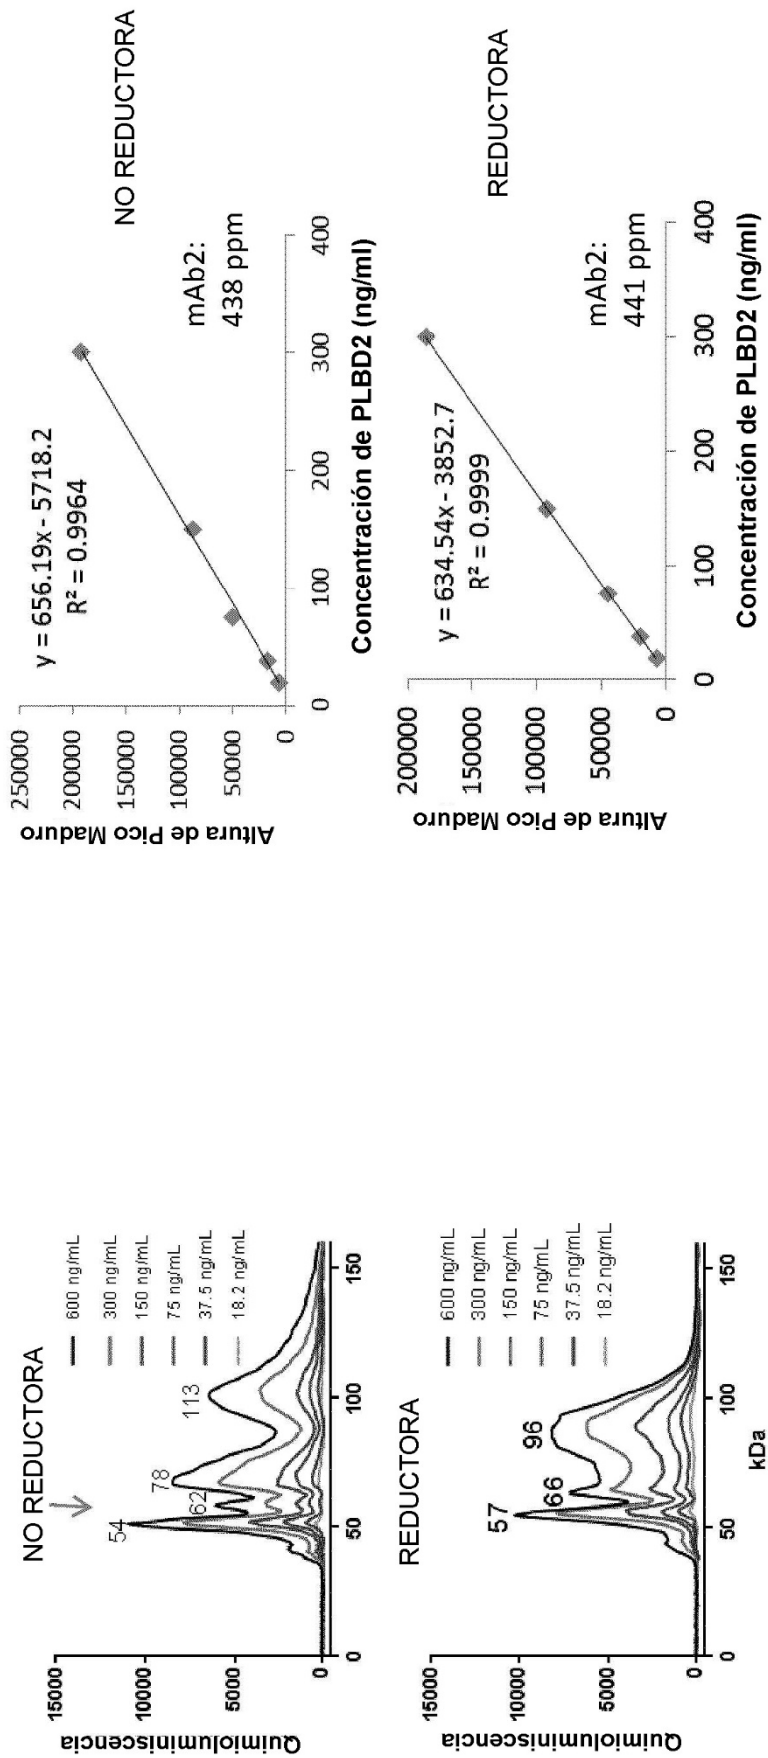 NO REDUCTORA
Quimioluminiscencia
15000
10000
5000
0
54
62
78
113
600 ng/mL
300 ng/mL
150 ng/mL
75 ng/mL
37.5 ng/mL
18.2 ng/mL
0
50
100
150
REDUCTORA
Quimioluminiscencia
15000
10000
5000
0
57
66
96
600 ng/mL
300 ng/mL
150 ng/mL
75 ng/mL
37.5 ng/mL
18.2 ng/mL
0
50
100
150
kDa
Altura de Pico Maduro
250000
200000
150000
100000
50000
0
y = 656.19x - 5718.2
R² = 0.9964
mAb2:
438 ppm
NO REDUCTORA
0
100
200
300
400
Concentración de PLBD2 (ng/ml)
Altura de Pico Maduro
200000
150000
100000
50000
0
y = 634.54x - 3852.7
R² = 0.9999
mAb2:
441 ppm
REDUCTORA
0
100
200
300
400
Concentración de PLBD2 (ng/ml)